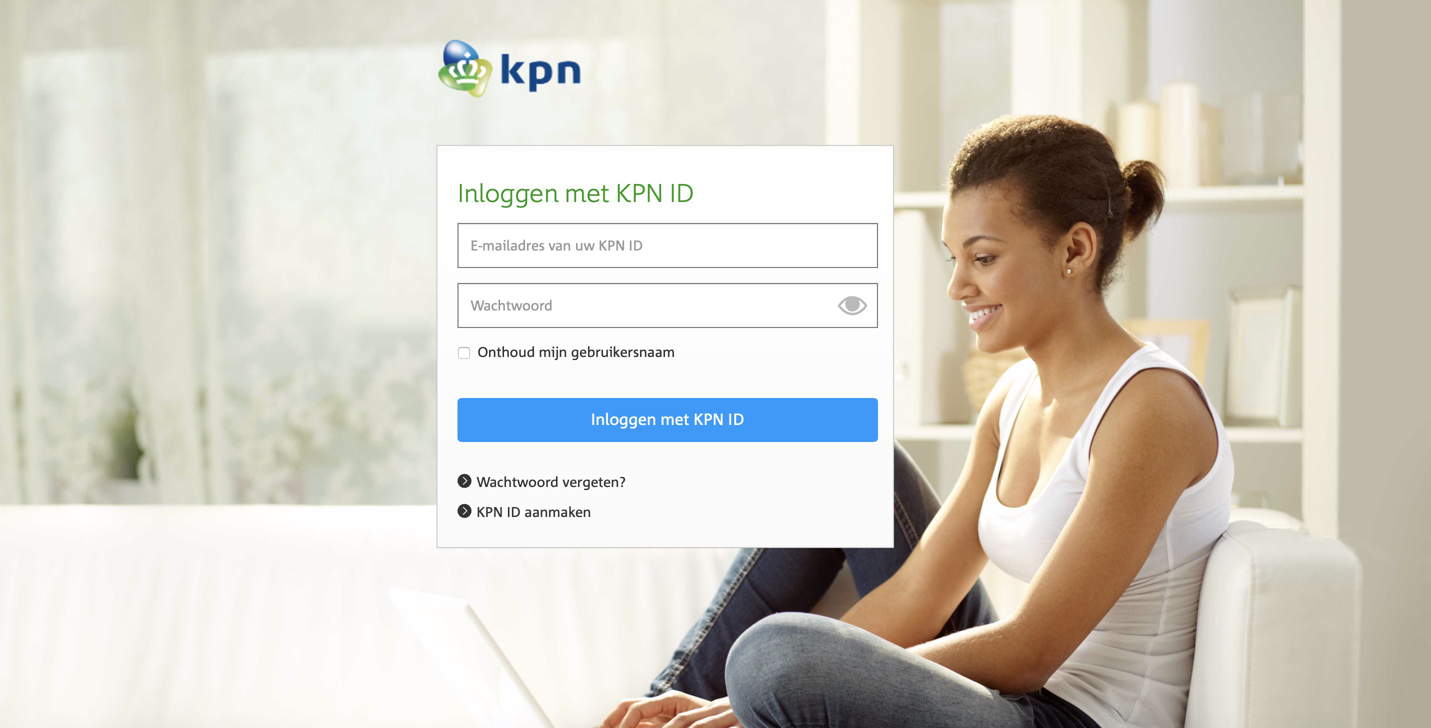 kpn
Inloggen met KPN ID
E-mailadres van uw KPN ID
Wachtwoord
Onthoud mijn gebruikersnaam
Inloggen met KPN ID
Wachtwoord vergeten?
KPN ID aanmaken